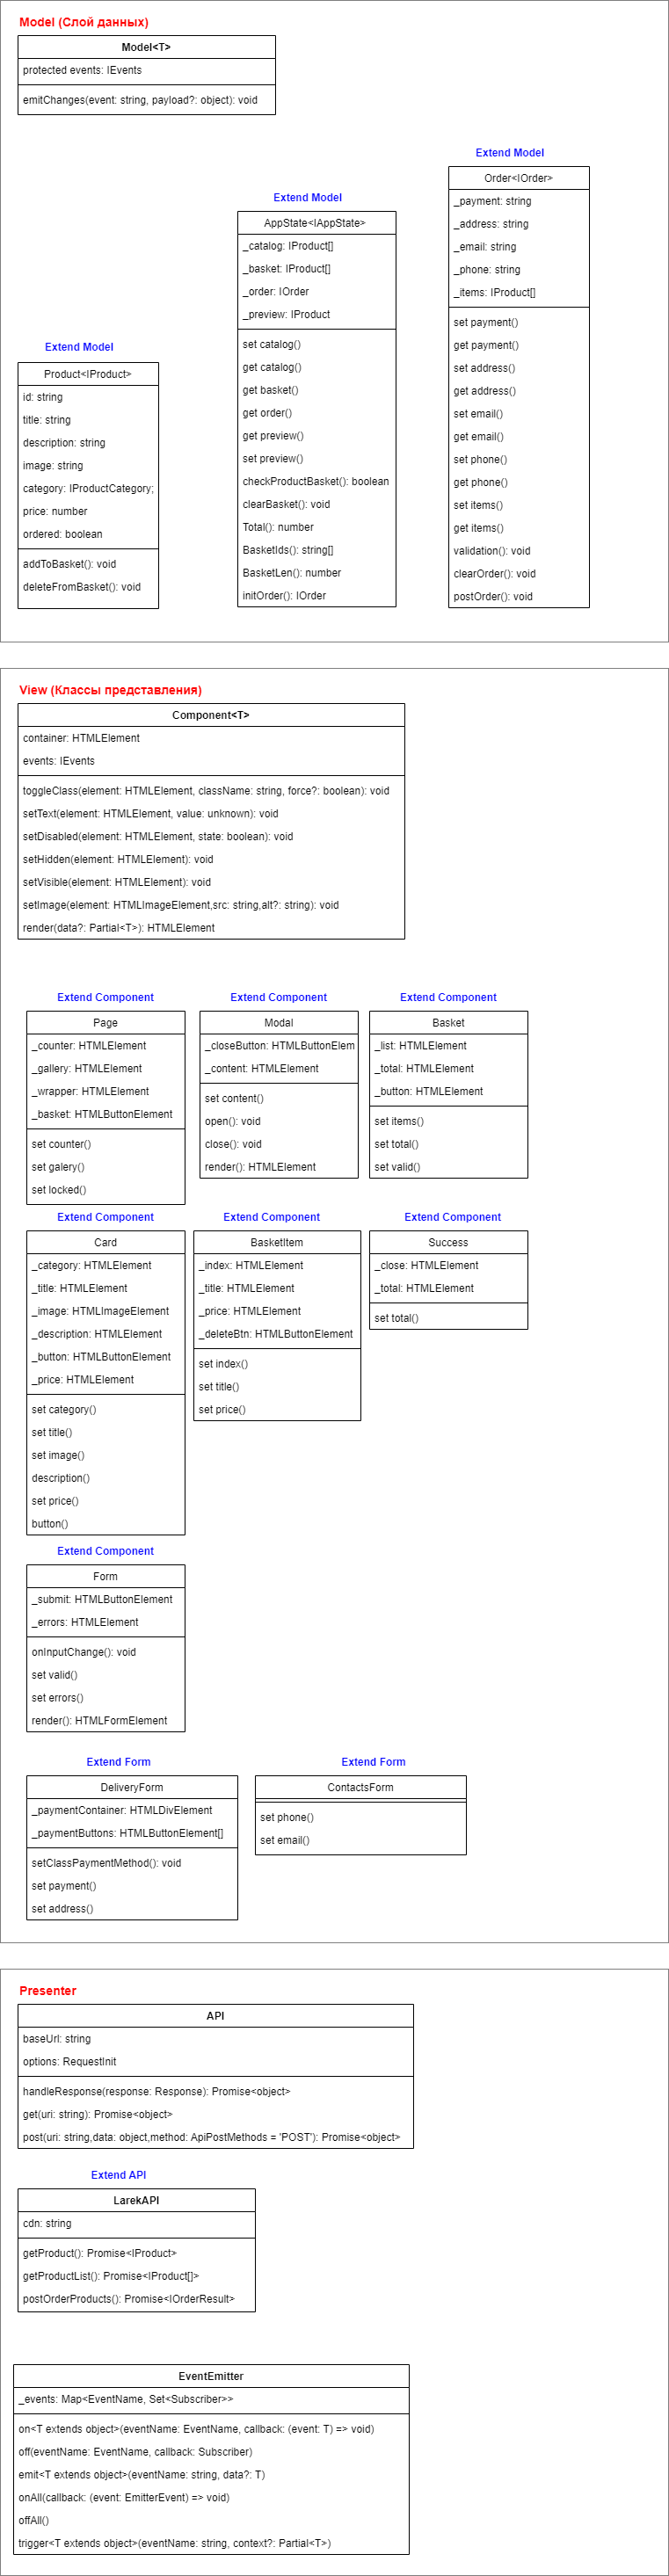 Model (Слой данных)
Model<T>
protected events: IEvents
emitChanges(event: string, payload?: object): void
Extend Model
Product<IProduct>
id: string
title: string
description: string
image: string
category: IProductCategory;
price: number
ordered: boolean
addToBasket(): void
deleteFromBasket(): void
Extend Model
AppState<IAppState>
_catalog: IProduct[]
_basket: IProduct[]
_order: IOrder
_preview: IProduct
set catalog()
get catalog()
get basket()
get order()
get preview()
set preview()
checkProductBasket(): boolean
clearBasket(): void
Total(): number
BasketIds(): string[]
BasketLen(): number
initOrder(): IOrder
Extend Model
Order<IOrder>
_payment: string
_address: string
_email: string
_phone: string
_items: IProduct[]
set payment()
get payment()
set address()
get address()
set email()
get email()
set phone()
get phone()
set items()
get items()
validation(): void
clearOrder(): void
postOrder(): void
View (Классы представления)
Component<T>
container: HTMLElement
events: IEvents
toggleClass(element: HTMLElement, className: string, force?: boolean): void
setText(element: HTMLElement, value: unknown): void
setDisabled(element: HTMLElement, state: boolean): void
setHidden(element: HTMLElement): void
setVisible(element: HTMLElement): void
setImage(element: HTMLImageElement,src: string,alt?: string): void
render(data?: Partial<T>): HTMLElement
Extend Component
Page
_counter: HTMLElement
_gallery: HTMLElement
_wrapper: HTMLElement
_basket: HTMLButtonElement
set counter()
set galery()
set locked()
Extend Component
Modal
_closeButton: HTMLButtonElem
_content: HTMLElement
set content()
open(): void
close(): void
render(): HTMLElement
Extend Component
Basket
_list: HTMLElement
_total: HTMLElement
_button: HTMLElement
set items()
set total()
set valid()
Extend Component
Card
_category: HTMLElement
_title: HTMLElement
_image: HTMLImageElement
_description: HTMLElement
_button: HTMLButtonElement
_price: HTMLElement
set category()
set title()
set image()
description()
set price()
button()
Extend Component
BasketItem
_index: HTMLElement
_title: HTMLElement
_price: HTMLElement
_deleteBtn: HTMLButtonElement
set index()
set title()
set price()
Extend Component
Success
_close: HTMLElement
_total: HTMLElement
set total()
Extend Component
Form
_submit: HTMLButtonElement
_errors: HTMLElement
onInputChange(): void
set valid()
set errors()
render(): HTMLFormElement
Extend Form
DeliveryForm
_paymentContainer: HTMLDivElement
_paymentButtons: HTMLButtonElement[]
setClassPaymentMethod(): void
set payment()
set address()
Extend Form
ContactsForm
set phone()
set email()
Presenter
API
baseUrl: string
options: RequestInit
handleResponse(response: Response): Promise<object>
get(uri: string): Promise<object>
post(uri: string,data: object,method: ApiPostMethods = 'POST'): Promise<object>
Extend API
LarekAPI
cdn: string
getProduct(): Promise<IProduct>
getProductList(): Promise<IProduct[]>
postOrderProducts(): Promise<IOrderResult>
EventEmitter
_events: Map<EventName, Set<Subscriber>>
on<T extends object>(eventName: EventName, callback: (event: T) => void)
off(eventName: EventName, callback: Subscriber)
emit<T extends object>(eventName: string, data?: T)
onAll(callback: (event: EmitterEvent) => void)
offAll()
trigger<T extends object>(eventName: string, context?: Partial<T>)